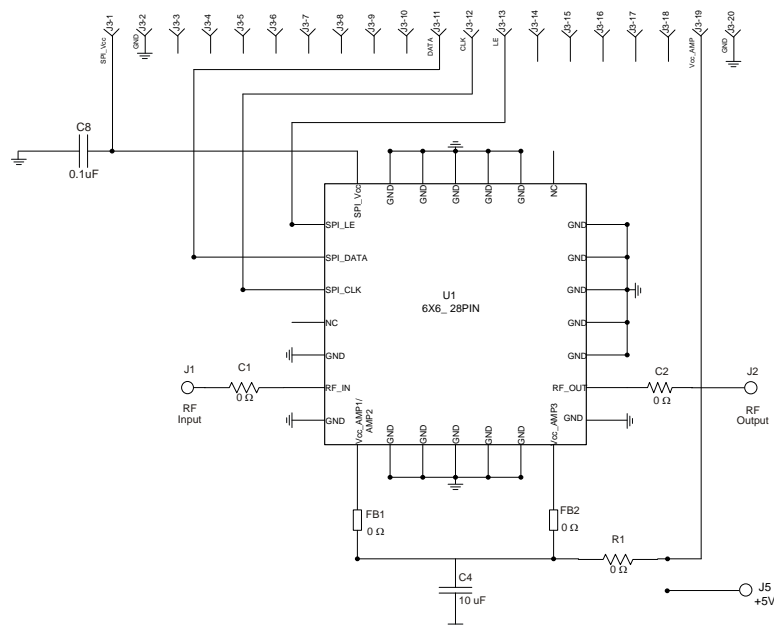 J3-1
J3-2
J3-3
J3-4
J3-5
J3-6
J3-7
J3-8
J3-9
J3-10
J3-11
J3-12
J3-13
J3-14
J3-15
J3-16
J3-17
J3-18
J3-19
J3-20
SPI_Vcc
GND
DATA
CLK
LE
Vcc_AMP
GND
C8
0.1uF
SPI_Vcc
GND
GND
GND
GND
GND
NC
SPI_LE
SPI_DATA
SPI_CLK
NC
GND
RF_IN
GND
U1
6X6_ 28PIN
GND
GND
GND
GND
GND
RF_OUT
GND
J1
RF
Input
C1
0 Ω
C2
0 Ω
J2
RF
Output
Vcc_AMP1/
AMP2
GND
GND
GND
GND
GND
Vcc_AMP3
FB1
0 Ω
FB2
0 Ω
R1
0 Ω
C4
10 uF
J5
+5V